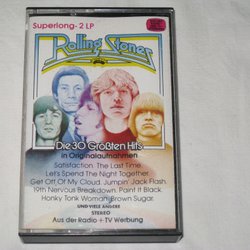 Superlong-2 LP
Rolling Stones
Die 30 Größten Hits
in Originalaufnahmen
Satisfaction. The Last Time.
Let's Spend The Night Together.
Get Off Of My Cloud. Jumpin' Jack Flash.
19th Nervous Breakdown. Paint It Black.
Honky Tonk Woman. Brown Sugar.
UND VIELE ANDERE
STEREO
Aus der Radio + TV Werbung